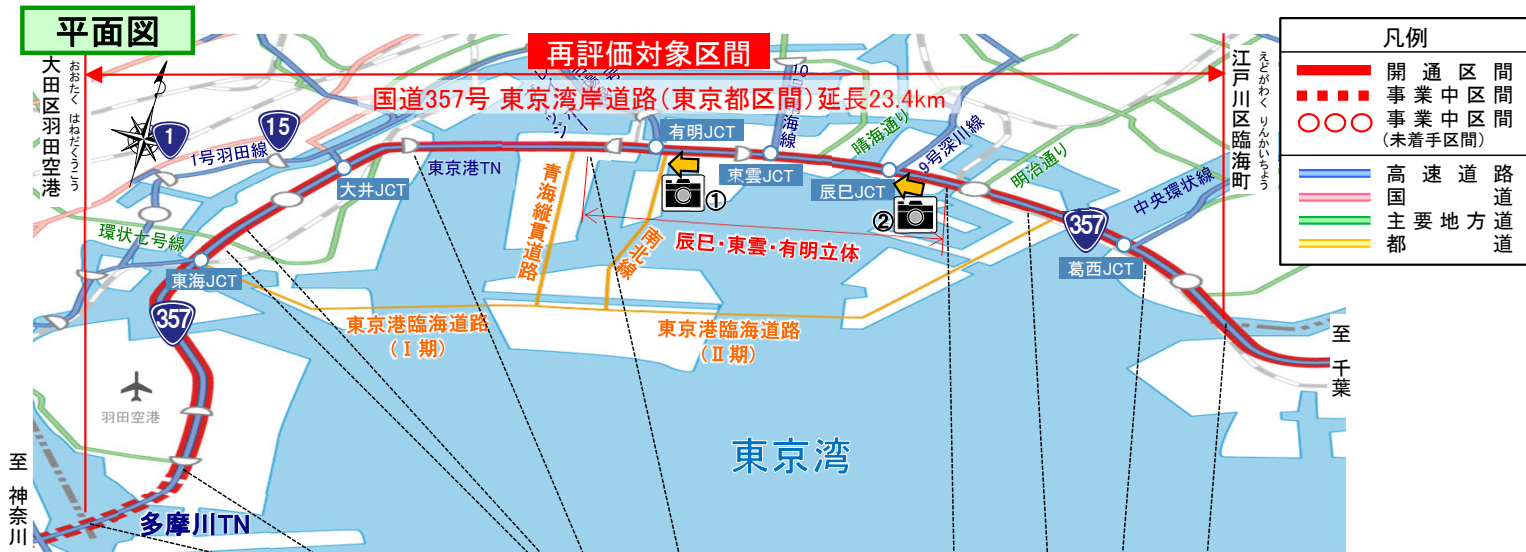 平面図
再評価対象区間
国道357号 東京湾岸道路(東京都区間)延長23.4km
大田区羽田空港
おおたく はねだくうこう
江戸川区臨海町
えどがわく りんかいちょう
凡例
開通区間
事業中区間
事業中区間
(未着手区間)
高速道路
国道
主要地方道
都道
1
15
1号羽田線
10
海線
有明JCT
晴海通り
9号深川線
明治通り
中央環状線
東京港TN
大井JCT
東雲JCT
辰巳JCT
①
②
357
葛西JCT
青海縦貫道路
南北線
辰巳・東雲・有明立体
環状七号線
東海JCT
357
東京港臨海道路
(Ⅰ期)
東京港臨海道路
(Ⅱ期)
至 千葉
羽田空港
東京湾
至 神奈川
多摩川TN